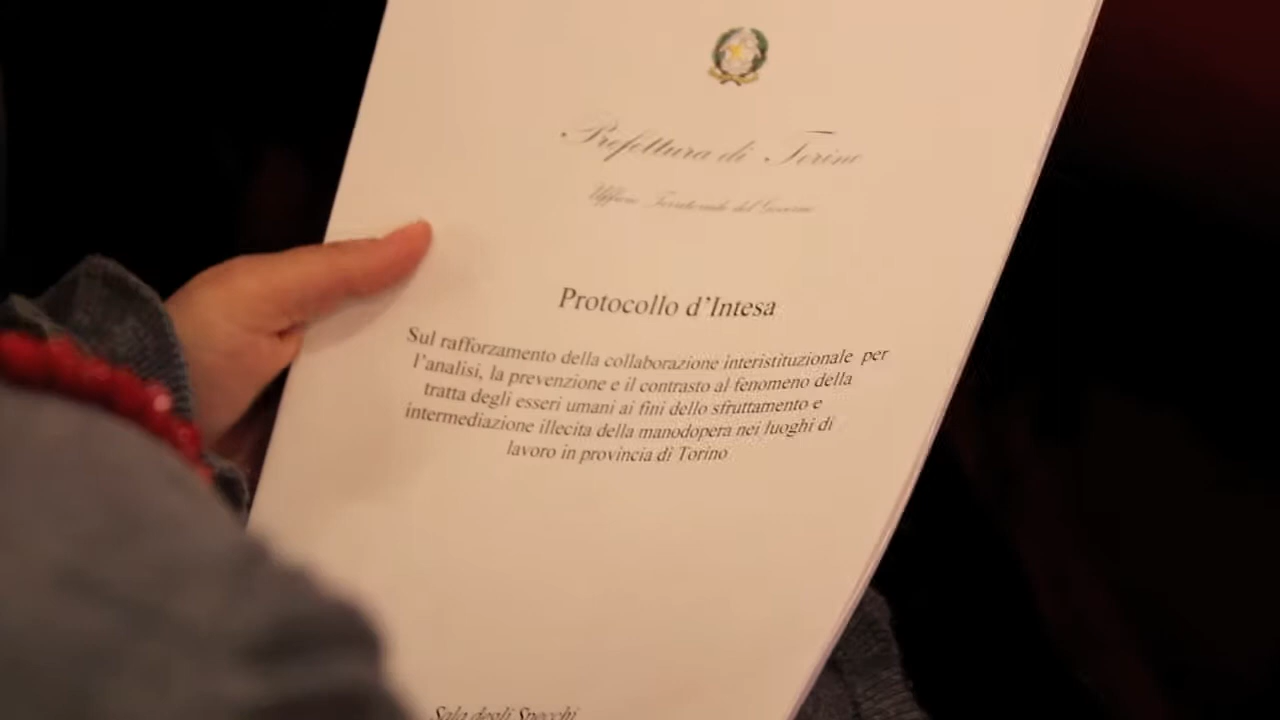 Prefettura di Torino
Ufficio Territoriale del Governo
Protocollo d’Intesa
Sul rafforzamento della collaborazione interistituzionale per
l’analisi, la prevenzione e il contrasto al fenomeno della
tratta degli esseri umani ai fini dello sfruttamento e
intermediazione illecita della manodopera nei luoghi di
lavoro in provincia di Torino
Sala degli Specchi